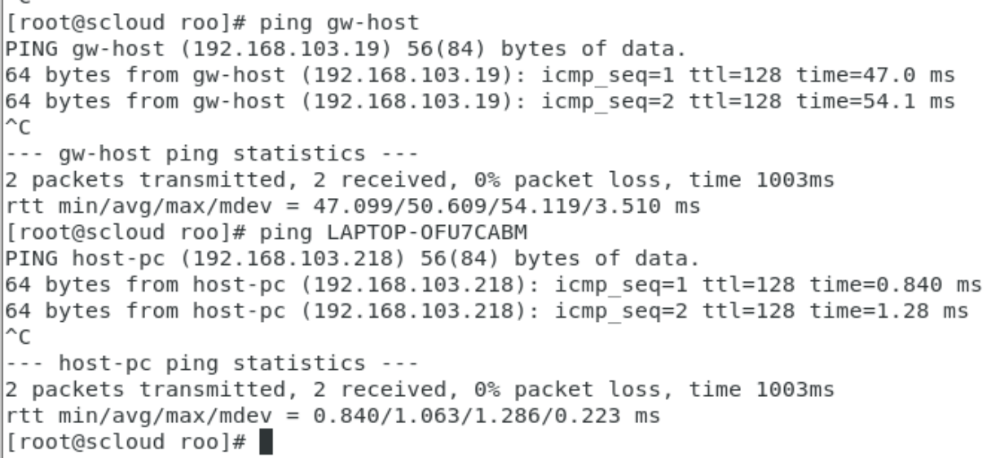 ^C
[root@scloud roo]# ping gw-host
PING gw-host (192.168.103.19) 56(84) bytes of data.
64 bytes from gw-host (192.168.103.19): icmp_seq=1 ttl=128 time=47.0 ms
64 bytes from gw-host (192.168.103.19): icmp_seq=2 ttl=128 time=54.1 ms
^C
--- gw-host ping statistics ---
2 packets transmitted, 2 received, 0% packet loss, time 1003ms
rtt min/avg/max/mdev = 47.099/50.609/54.119/3.510 ms
[root@scloud roo]# ping LAPTOP-OFU7CABM
PING host-pc (192.168.103.218) 56(84) bytes of data.
64 bytes from host-pc (192.168.103.218): icmp_seq=1 ttl=128 time=0.840 ms
64 bytes from host-pc (192.168.103.218): icmp_seq=2 ttl=128 time=1.28 ms
^C
--- host-pc ping statistics ---
2 packets transmitted, 2 received, 0% packet loss, time 1003ms
rtt min/avg/max/mdev = 0.840/1.063/1.286/0.223 ms
[root@scloud roo]#